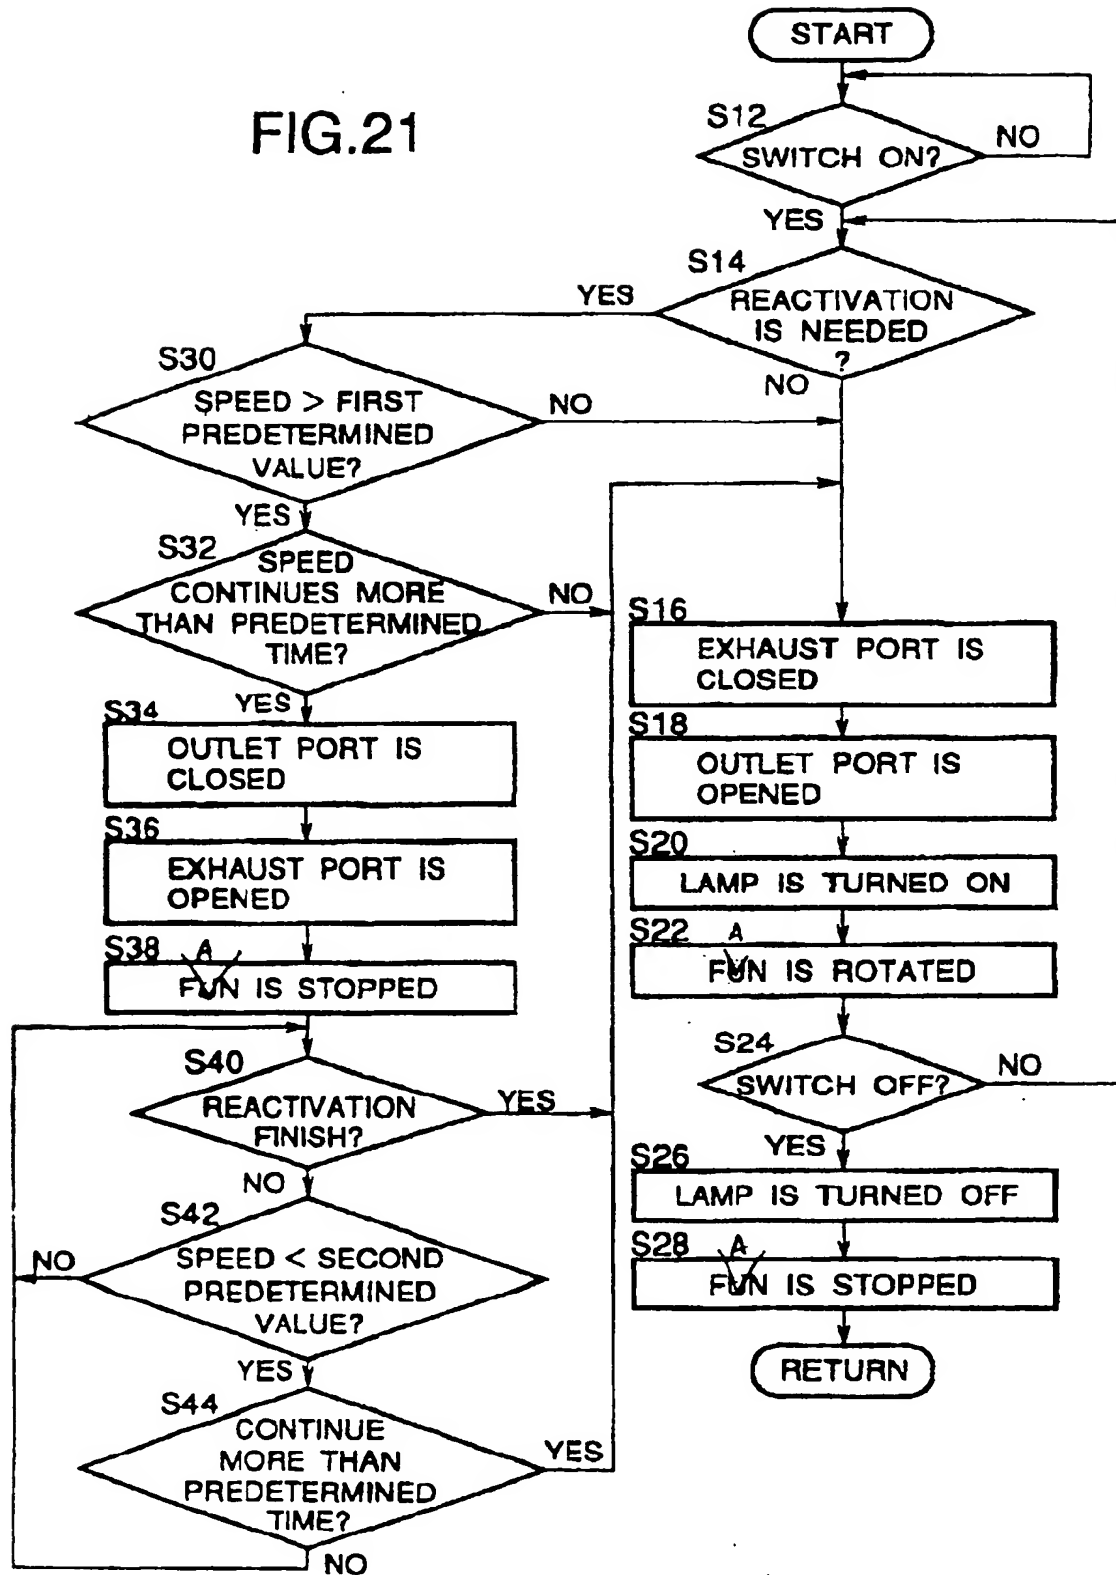 FIG.21
START
S12
SWITCH ON?
NO
YES
S14
REACTIVATION
IS NEEDED
?
YES
NO
S30
SPEED > FIRST
PREDETERMINED
VALUE?
NO
YES
S32
SPEED
CONTINUES MORE
THAN PREDETERMINED
TIME?
NO
YES
S34
OUTLET PORT IS
CLOSED
S36
EXHAUST PORT IS
OPENED
S38
A
FUN IS STOPPED
S40
REACTIVATION
FINISH?
YES
NO
S42
SPEED < SECOND
PREDETERMINED
VALUE?
NO
YES
S44
CONTINUE
MORE THAN
PREDETERMINED
TIME?
YES
NO
S16
EXHAUST PORT IS
CLOSED
S18
OUTLET PORT IS
OPENED
S20
LAMP IS TURNED ON
S22
A
FUN IS ROTATED
S24
SWITCH OFF?
NO
YES
S26
LAMP IS TURNED OFF
S28
A
FUN IS STOPPED
RETURN